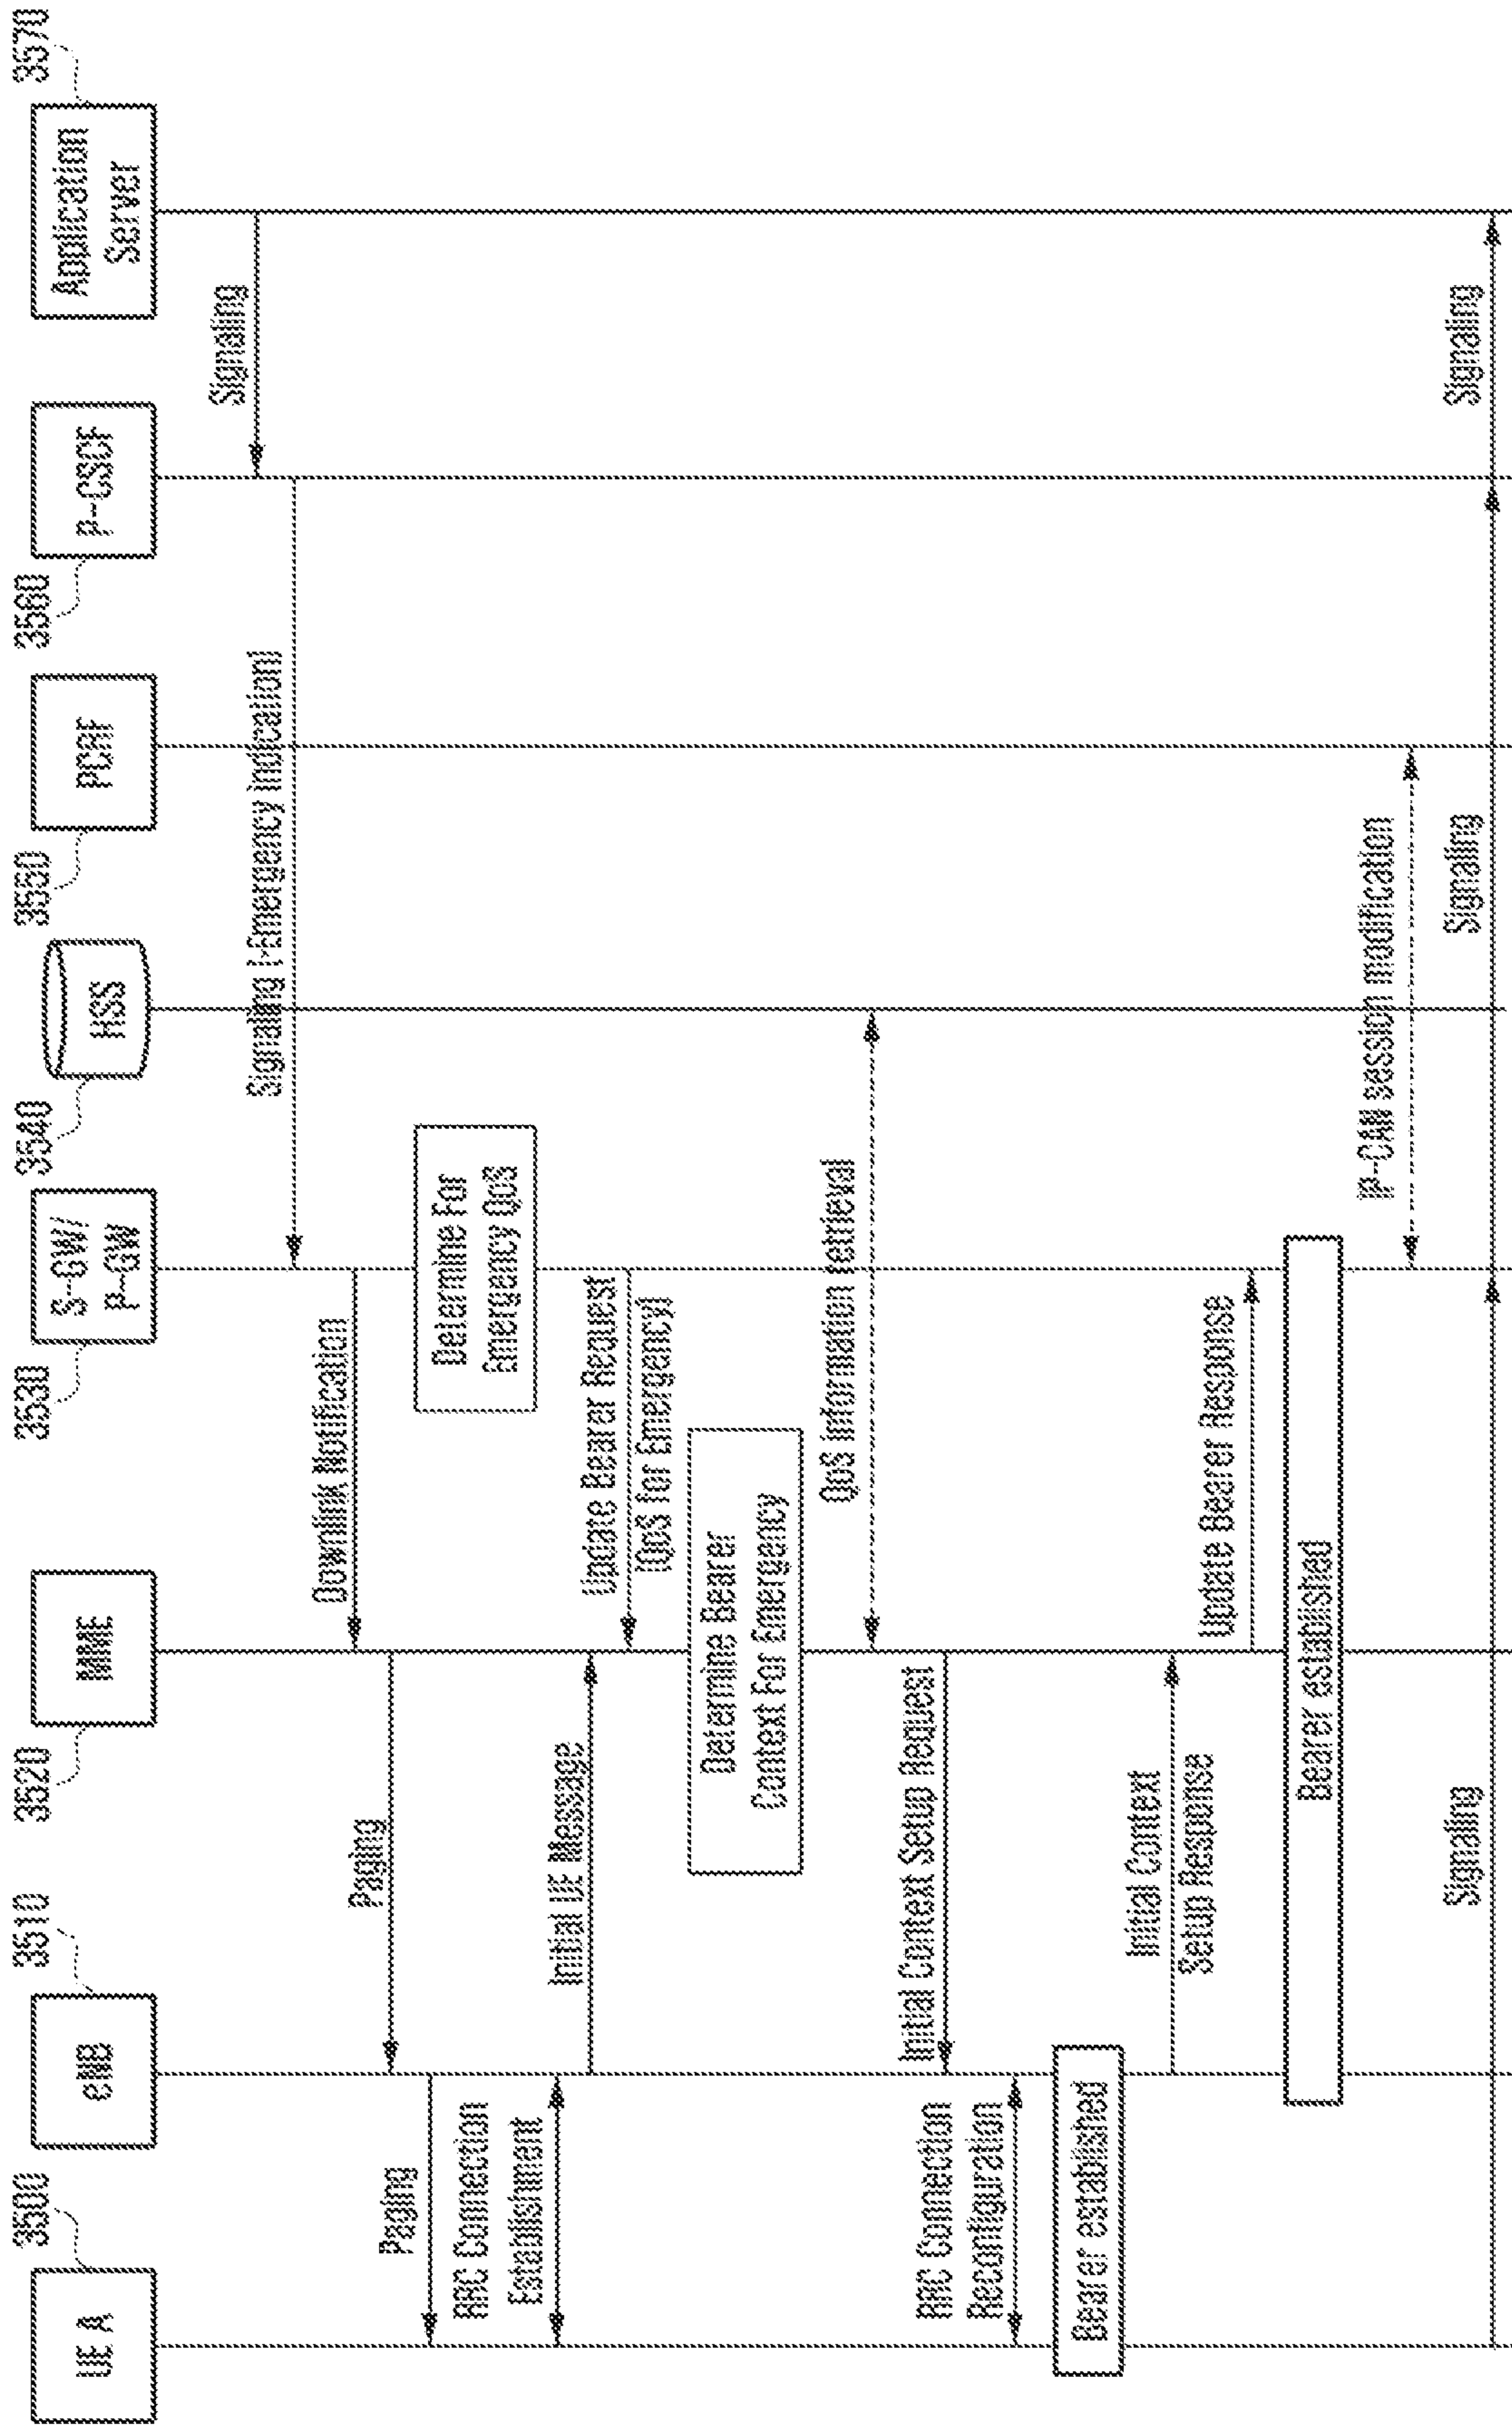 3500
UE A
3510
eNB
3520
MME
3530
S-GW/
P-GW
3540
HSS
3550
PCRF
3560
P-CSCF
3570
Application
Server
Signaling
Signaling (+Emergency indication)
Downlink Notification
Paging
Paging
Determine For
Emergency QoS
RRC Connection
Establishment
Initial UE Message
Update Bearer Request
(QoS for Emergency)
Determine Bearer
Context For Emergency
QoS information retrieval
Initial Context Setup Request
RRC Connection
Reconfiguration
Bearer established
Initial Context
Setup Response
Update Bearer Response
Bearer established
IP-CAN session modification
Signaling
Signaling
Signaling